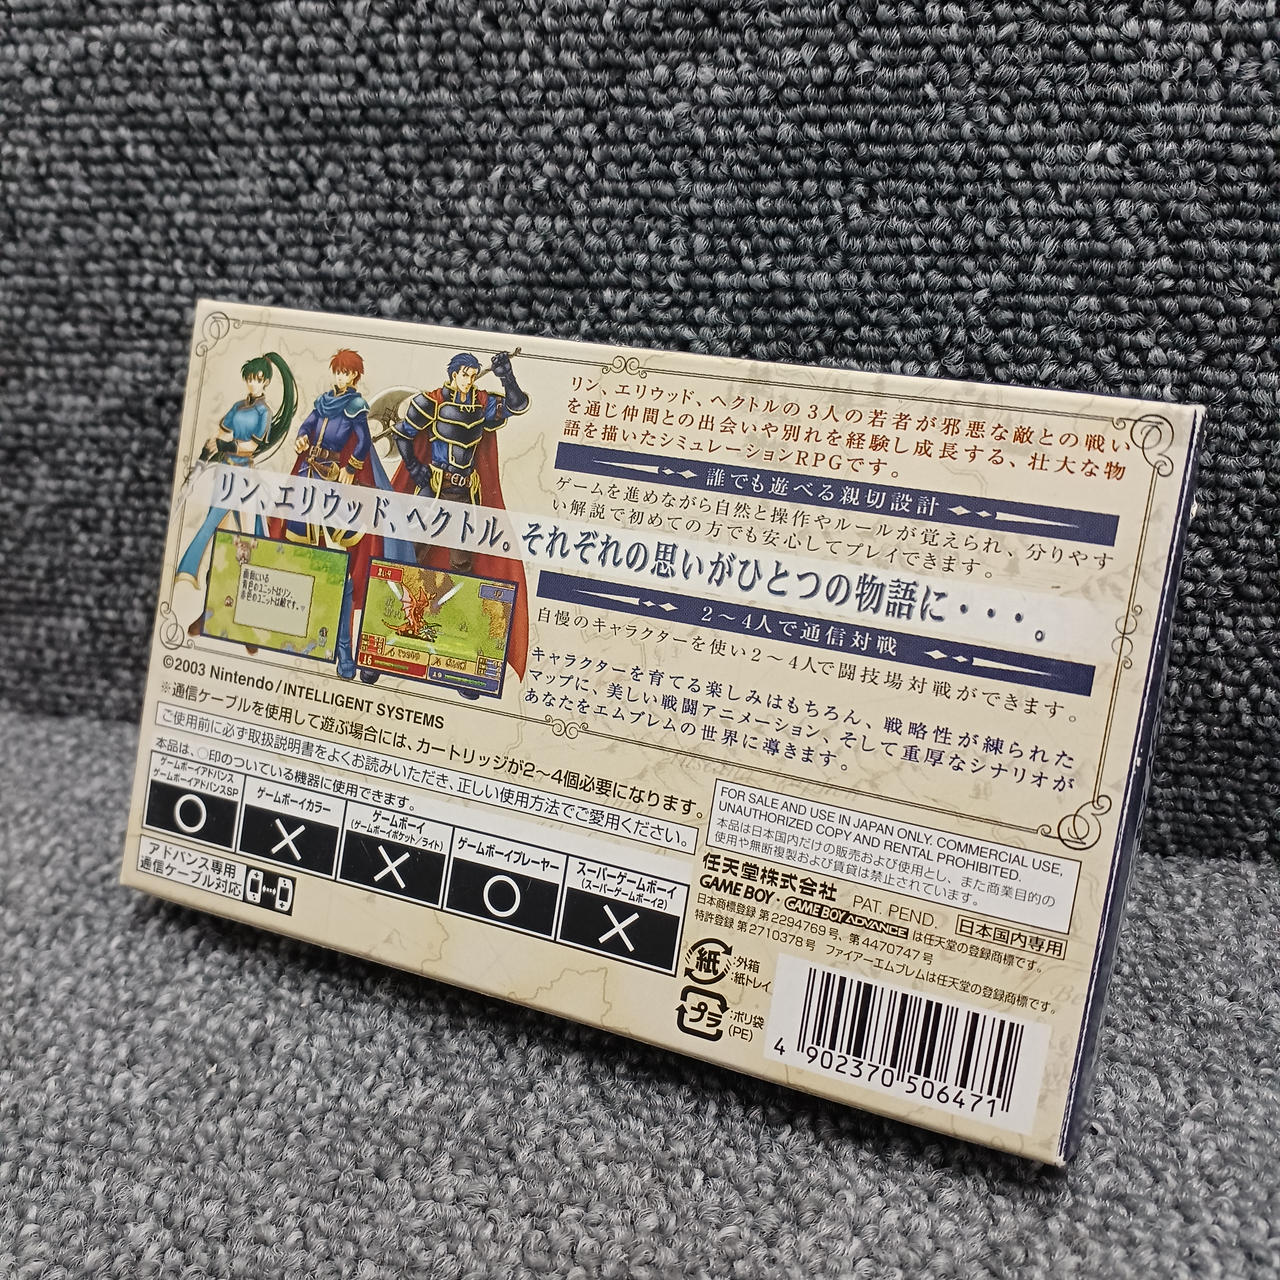 リン、エリウッド、ヘクトルの3人の若者が邪悪な敵との戦い
を通じ仲間との出会いや別れを経験し成長する、壮大な物
語を描いたシミュレーションRPGです。
誰でも遊べる親切設計
ゲームを進めながら自然と操作やルールが覚えられ、分りやす
い解説で初めての方でも安心してプレイできます。
リン、エリウッド、ヘクトル。それぞれの思いがひとつの物語に・・・。
2〜4人で通信対戦
自慢のキャラクターを使い2〜4人で闘技場対戦ができます。
キャラクターを育てる楽しみはもちろん、戦略性が練られた
マップに、美しい戦闘アニメーション、そして重厚なシナリオが
あなたをエムブレムの世界に導きます。
画面にいる
青色のユニットはリン、
赤色のユニットは敵です。
©2003 Nintendo/INTELLIGENT SYSTEMS
※通信ケーブルを使用して遊ぶ場合には、カートリッジが2〜4個必要になります。
ご使用前に必ず取扱説明書をよくお読みいただき、正しい使用方法でご愛用ください。
本品は、○印のついている機器に使用できます。
ゲームボーイアドバンス
ゲームボーイアドバンスSP
○
ゲームボーイカラー
×
ゲームボーイ
(ゲームボーイポケット/ライト)
×
ゲームボーイプレーヤー
○
スーパーゲームボーイ
(スーパーゲームボーイ2)
×
アドバンス専用
通信ケーブル対応
FOR SALE AND USE IN JAPAN ONLY. COMMERCIAL USE,
UNAUTHORIZED COPY AND RENTAL PROHIBITED.
本品は日本国内だけの販売および使用とし、また商業目的の
使用や無断複製および賃貸は禁止されています。
任天堂株式会社 PAT. PEND. 日本国内専用
GAME BOY・GAME BOY ADVANCE は任天堂の登録商標です。
日本商標登録 第2294769号、第4470747号
特許登録 第2710378号 ファイアーエムブレムは任天堂の登録商標です。
紙 :外箱
:紙トレイ
プラ :ポリ袋
(PE)
4 902370 506471